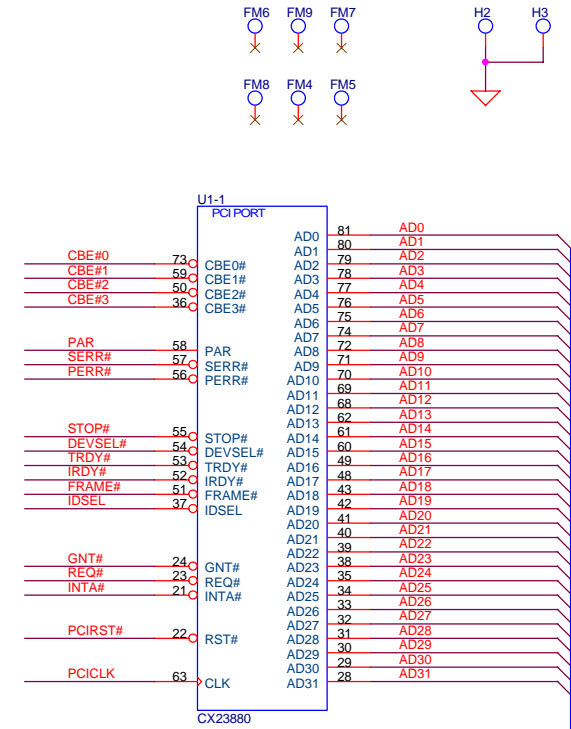 FM6 FM9 FM7 H2 H3
FM8 FM4 FM5
U1-1
PCI PORT
AD0 81 AD0
AD1 80 AD1
CBE#0 73 CBE0# AD2 79 AD2
CBE#1 59 CBE1# AD3 78 AD3
CBE#2 50 CBE2# AD4 77 AD4
CBE#3 36 CBE3# AD5 76 AD5
AD6 75 AD6
AD7 74 AD7
PAR 58 PAR AD8 72 AD8
SERR# 57 SERR# AD9 71 AD9
PERR# 56 PERR# AD10 70 AD10
AD11 69 AD11
AD12 68 AD12
AD13 62 AD13
STOP# 55 STOP# AD14 61 AD14
DEVSEL# 54 DEVSEL# AD15 60 AD15
TRDY# 53 TRDY# AD16 49 AD16
IRDY# 52 IRDY# AD17 48 AD17
FRAME# 51 FRAME# AD18 43 AD18
IDSEL 37 IDSEL AD19 42 AD19
AD20 41 AD20
AD21 40 AD21
AD22 39 AD22
GNT# 24 GNT# AD23 38 AD23
REQ# 23 REQ# AD24 35 AD24
INTA# 21 INTA# AD25 34 AD25
AD26 33 AD26
AD27 32 AD27
PCIRST# 22 RST# AD28 31 AD28
AD29 30 AD29
AD30 29 AD30
PCICLK 63 CLK AD31 28 AD31
CX23880